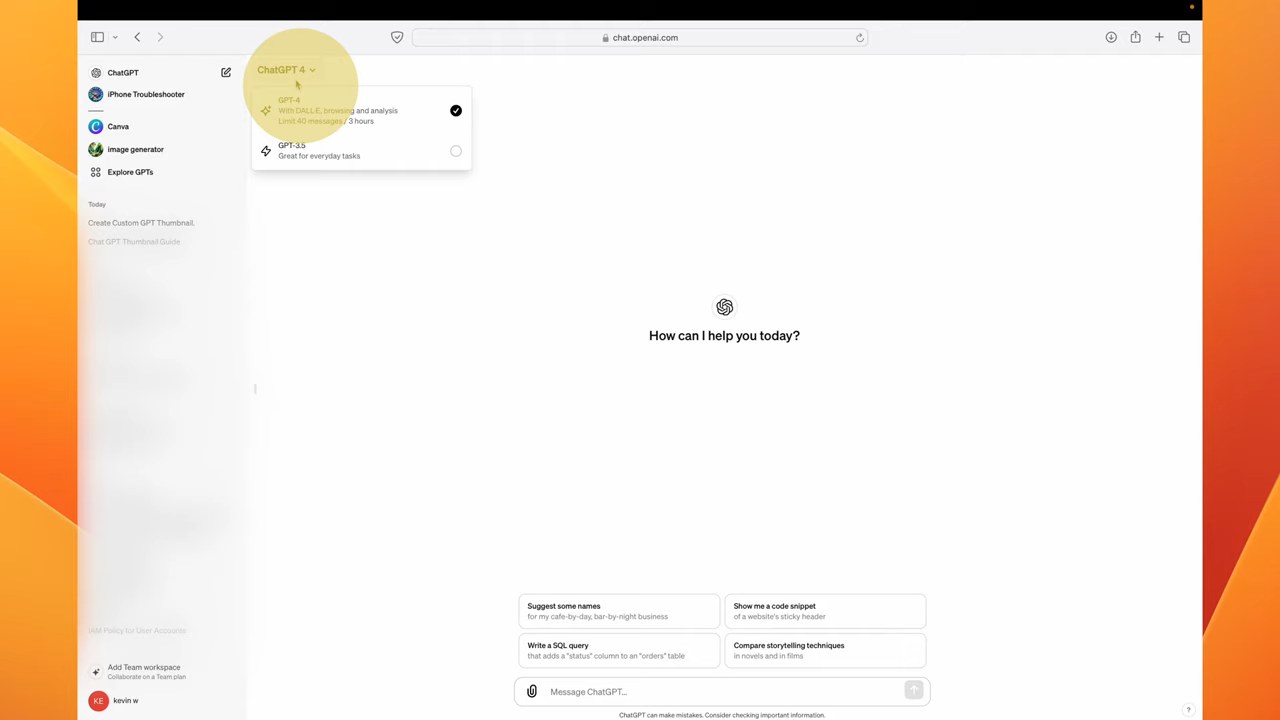 chat.openai.com
ChatGPT
iPhone Troubleshooter
Canva
image generator
Explore GPTs
Today
Create Custom GPT Thumbnail.
Chat GPT Thumbnail Guide
IAM Policy for User Accounts
Add Team workspace
Collaborate on a Team plan
KE
kevin w
ChatGPT 4
GPT-4
With DALL·E, browsing and analysis
Limit 40 messages / 3 hours
GPT-3.5
Great for everyday tasks
How can I help you today?
Suggest some names
for my cafe-by-day, bar-by-night business
Show me a code snippet
of a website's sticky header
Write a SQL query
that adds a "status" column to an "orders" table
Compare storytelling techniques
in novels and in films
Message ChatGPT...
ChatGPT can make mistakes. Consider checking important information.
?